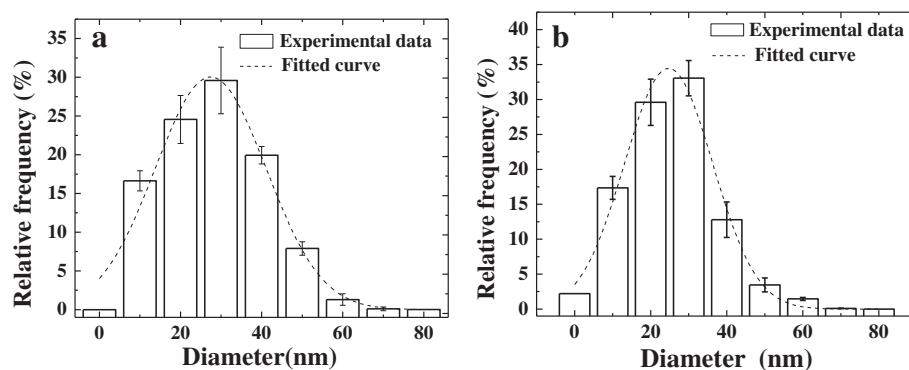 a
Experimental data
Fitted curve
Relative frequency (%)
35
30
25
20
15
10
5
0
0 20 40 60 80
Diameter(nm)
b
Experimental data
Fitted curve
Relative frequency (%)
40
35
30
25
20
15
10
5
0
0 20 40 60 80
Diameter (nm)